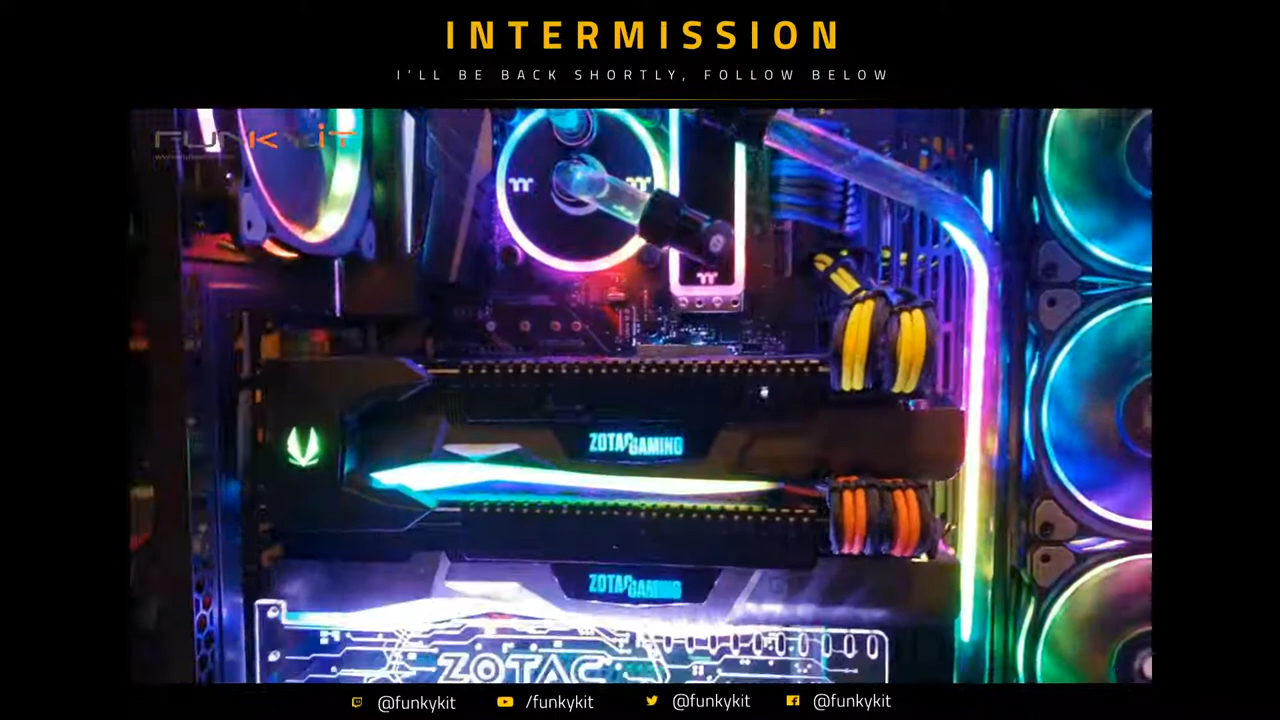 INTERMISSION
I'LL BE BACK SHORTLY, FOLLOW BELOW
FUNKYKIT
ZOTAC GAMING
ZOTAC GAMING
ZOTAC
@funkykit /funkykit @funkykit @funkykit